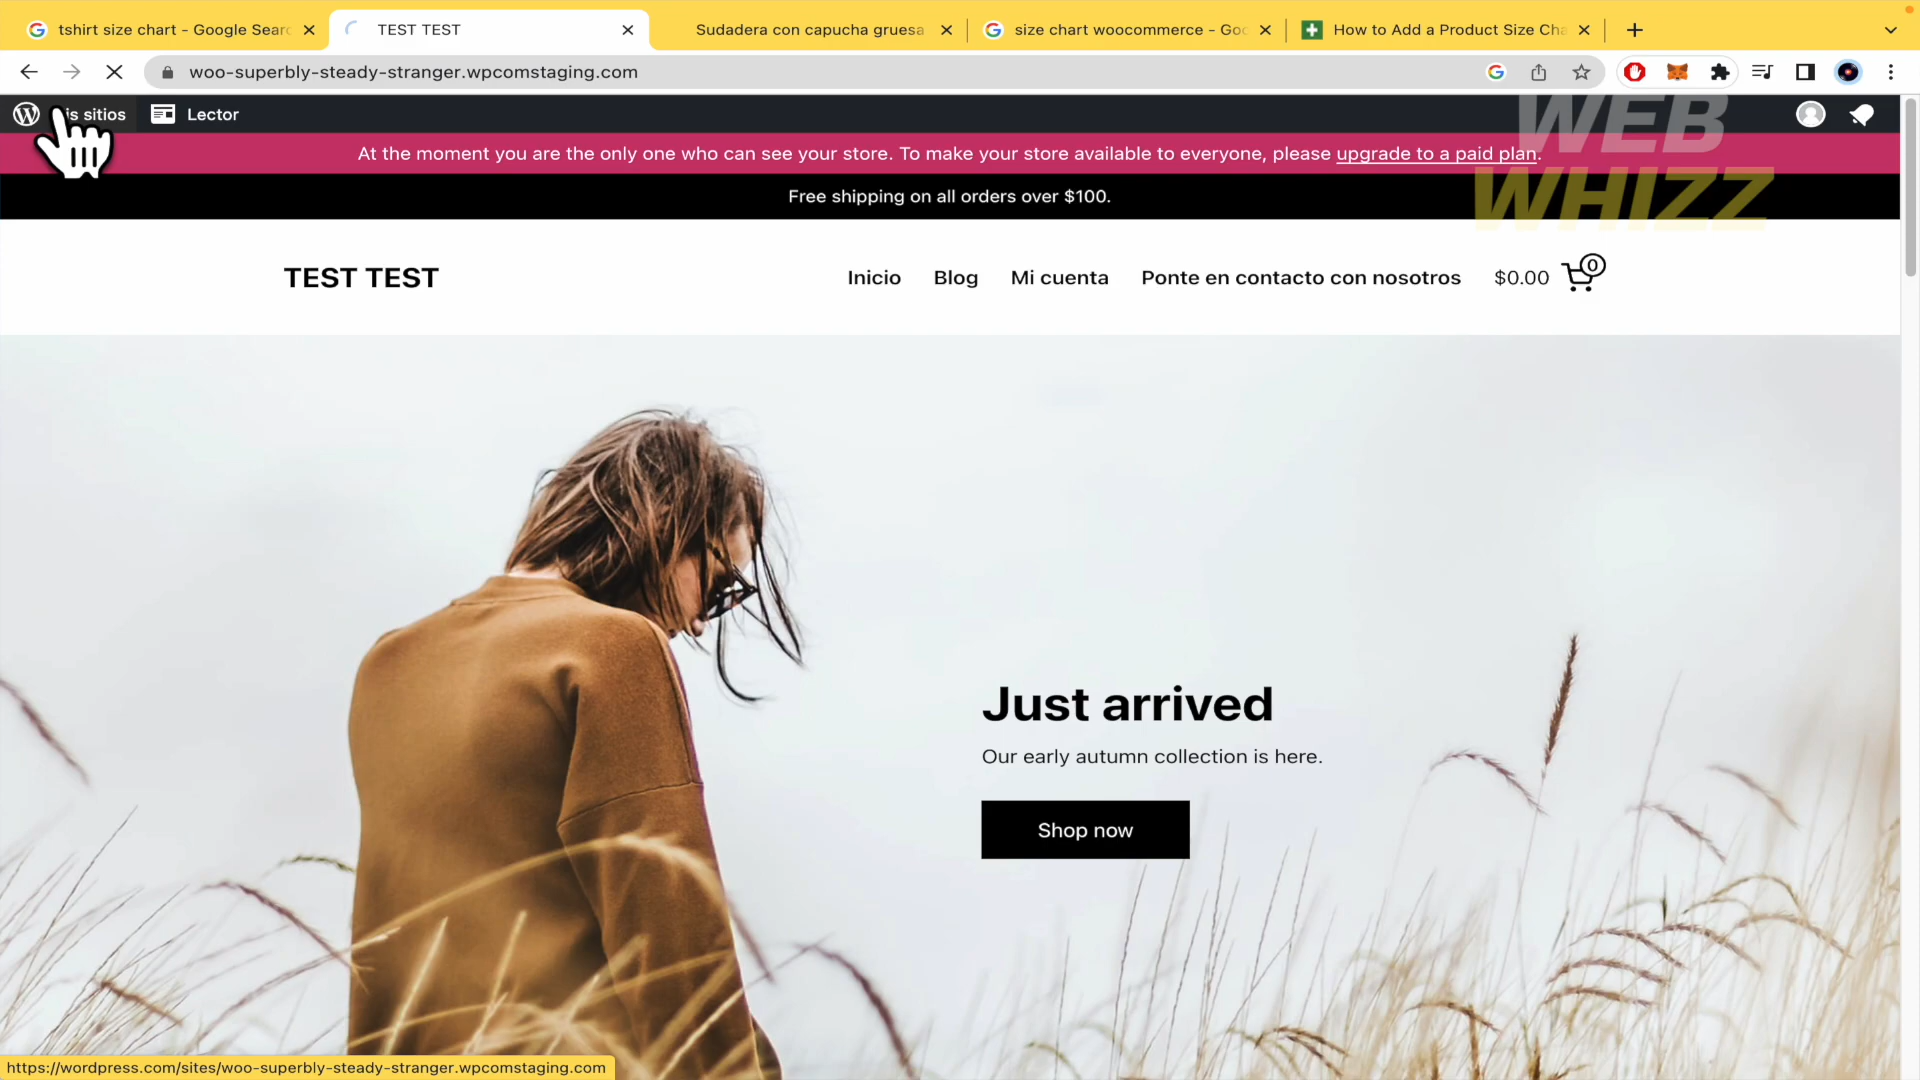 tshirt size chart - Google Searc
TEST TEST
Sudadera con capucha gruesa
size chart woocommerce - Goo
How to Add a Product Size Cha
woo-superbly-steady-stranger.wpcomstaging.com
is sitios
Lector
At the moment you are the only one who can see your store. To make your store available to everyone, please upgrade to a paid plan.
WEB
WHIZZ
Free shipping on all orders over $100.
TEST TEST
Inicio
Blog
Mi cuenta
Ponte en contacto con nosotros
$0.00
0
Just arrived
Our early autumn collection is here.
Shop now
https://wordpress.com/sites/woo-superbly-steady-stranger.wpcomstaging.com